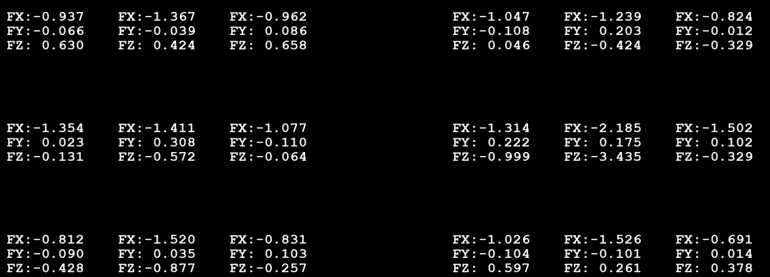 FX:-0.937 FX:-1.367 FX:-0.962 FX:-1.047 FX:-1.239 FX:-0.824
FY:-0.066 FY:-0.039 FY: 0.086 FY:-0.108 FY: 0.203 FY:-0.012
FZ: 0.630 FZ: 0.424 FZ: 0.658 FZ: 0.046 FZ:-0.424 FZ:-0.329
FX:-1.354 FX:-1.411 FX:-1.077 FX:-1.314 FX:-2.185 FX:-1.502
FY: 0.023 FY: 0.308 FY:-0.110 FY: 0.222 FY: 0.175 FY: 0.102
FZ:-0.131 FZ:-0.572 FZ:-0.064 FZ:-0.999 FZ:-3.435 FZ:-0.329
FX:-0.812 FX:-1.520 FX:-0.831 FX:-1.026 FX:-1.526 FX:-0.691
FY:-0.090 FY: 0.035 FY: 0.103 FY:-0.104 FY:-0.101 FY: 0.014
FZ:-0.428 FZ:-0.877 FZ:-0.257 FZ: 0.597 FZ: 0.261 FZ: 0.378